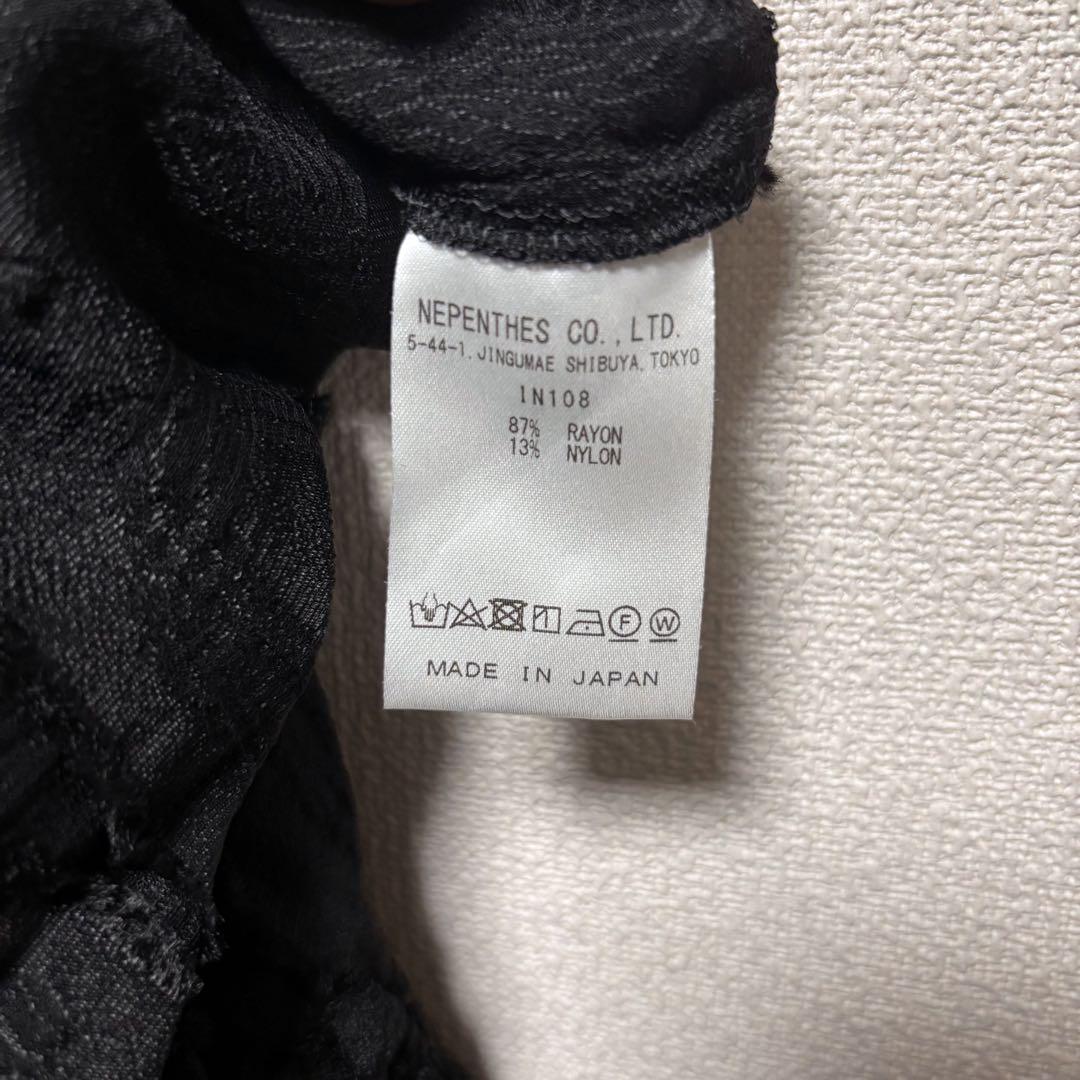 NEPENTHES CO.,LTD.
5-44-1, JINGUMAE SHIBUYA, TOKYO
IN108
87% RAYON
13% NYLON
F W
MADE IN JAPAN